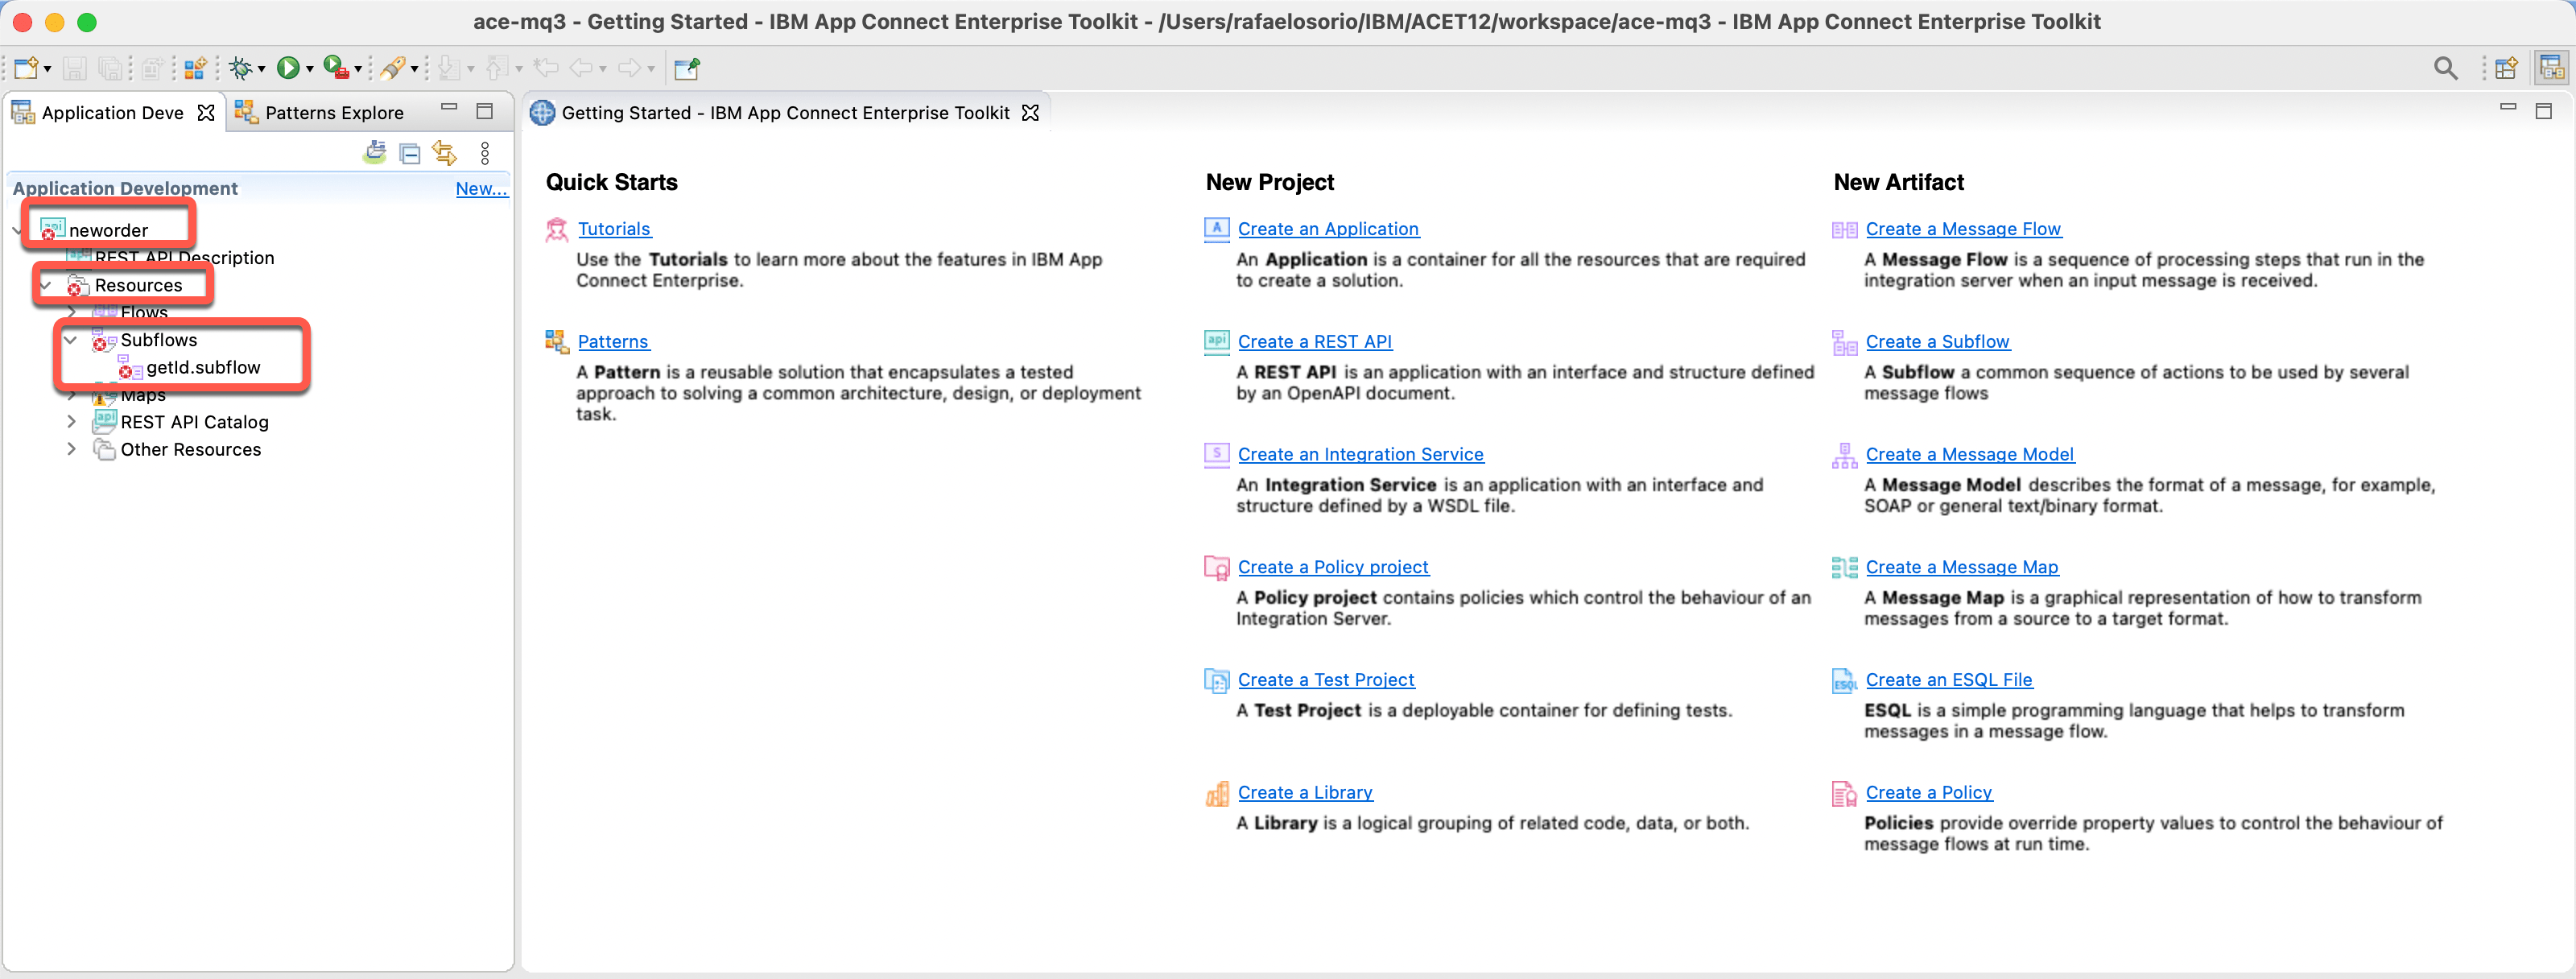 ace-mq3 - Getting Started - IBM App Connect Enterprise Toolkit - /Users/rafaelosorio/IBM/ACET12/workspace/ace-mq3 - IBM App Connect Enterprise Toolkit
Application Deve
Patterns Explore
Getting Started - IBM App Connect Enterprise Toolkit
Application Development
New...
neworder
REST API Description
Resources
Flows
Subflows
getId.subflow
Maps
REST API Catalog
Other Resources
Quick Starts
Tutorials
Use the Tutorials to learn more about the features in IBM App
Connect Enterprise.
Patterns
A Pattern is a reusable solution that encapsulates a tested
approach to solving a common architecture, design, or deployment
task.
New Project
Create an Application
An Application is a container for all the resources that are required
to create a solution.
Create a REST API
A REST API is an application with an interface and structure defined
by an OpenAPI document.
Create an Integration Service
An Integration Service is an application with an interface and
structure defined by a WSDL file.
Create a Policy project
A Policy project contains policies which control the behaviour of an
Integration Server.
Create a Test Project
A Test Project is a deployable container for defining tests.
Create a Library
A Library is a logical grouping of related code, data, or both.
New Artifact
Create a Message Flow
A Message Flow is a sequence of processing steps that run in the
integration server when an input message is received.
Create a Subflow
A Subflow a common sequence of actions to be used by several
message flows
Create a Message Model
A Message Model describes the format of a message, for example,
SOAP or general text/binary format.
Create a Message Map
A Message Map is a graphical representation of how to transform
messages from a source to a target format.
Create an ESQL File
ESQL is a simple programming language that helps to transform
messages in a message flow.
Create a Policy
Policies provide override property values to control the behaviour of
message flows at run time.